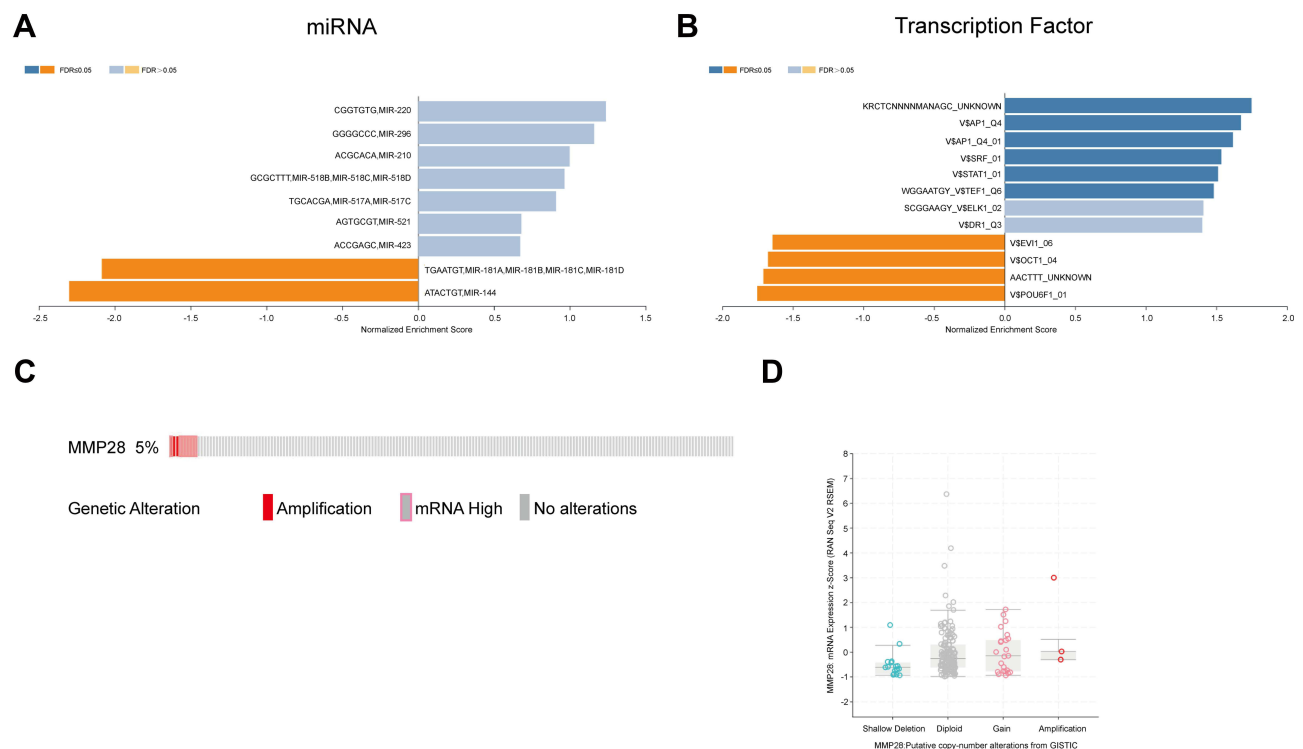 A
miRNA
FDR≤0.05
FDR＞0.05
CGGTGTG,MIR-220
GGGGCCC,MIR-296
ACGCACA,MIR-210
GCGCTTT,MIR-518B,MIR-518C,MIR-518D
TGCACGA,MIR-517A,MIR-517C
AGTGCGT,MIR-521
ACCGAGC,MIR-423
TGAATGT,MIR-181A,MIR-181B,MIR-181C,MIR-181D
ATACTGT,MIR-144
-2.5 -2.0 -1.5 -1.0 -0.5 0.0 0.5 1.0 1.5
Normalized Enrichment Score
B
Transcription Factor
FDR≤0.05
FDR＞0.05
KRCTCNNNNMANAGC_UNKNOWN
V$AP1_Q4
V$AP1_Q4_01
V$SRF_01
V$STAT1_01
WGGAATGY_V$TEF1_Q6
SCGGAAGY_V$ELK1_02
V$DR1_Q3
V$EVI1_06
V$OCT1_04
AACTTT_UNKNOWN
V$POU6F1_01
-2.0 -1.5 -1.0 -0.5 0.0 0.5 1.0 1.5 2.0
Normalized Enrichment Score
C
MMP28 5%
Genetic Alteration Amplification mRNA High No alterations
D
MMP28: mRNA Expression z-Score (RAN Seq V2 RSEM)
8
7
6
5
4
3
2
1
0
-1
-2
Shallow Deletion Diploid Gain Amplification
MMP28:Putative copy-number alterations from GISTIC